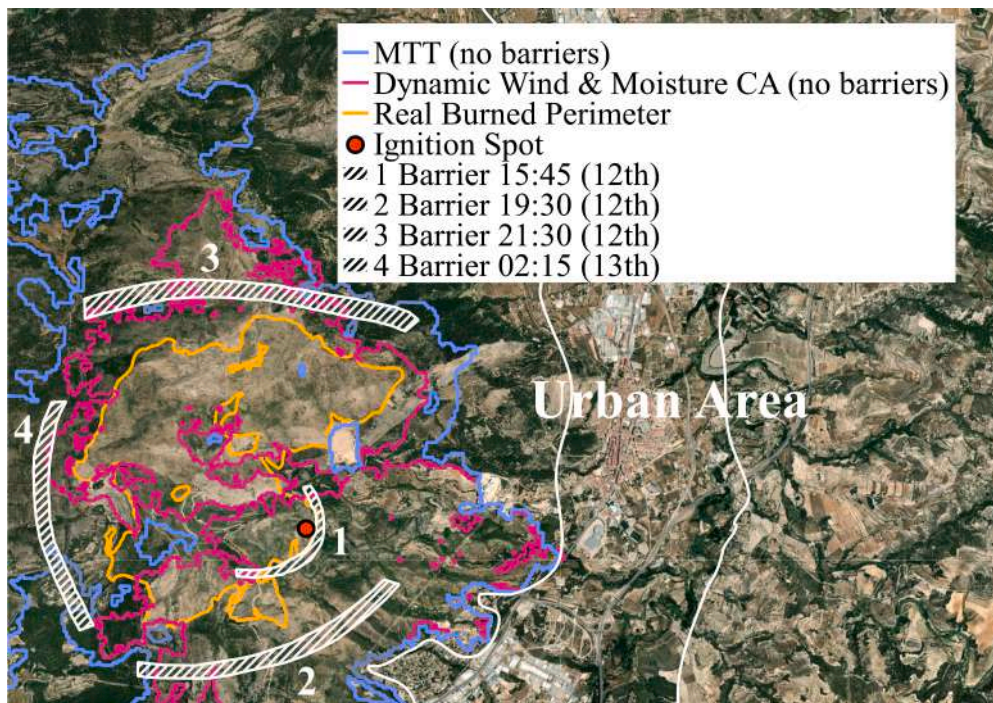 MTT (no barriers)
Dynamic Wind & Moisture CA (no barriers)
Real Burned Perimeter
Ignition Spot
1 Barrier 15:45 (12th)
2 Barrier 19:30 (12th)
3 Barrier 21:30 (12th)
4 Barrier 02:15 (13th)
3
Urban Area
4
1
2